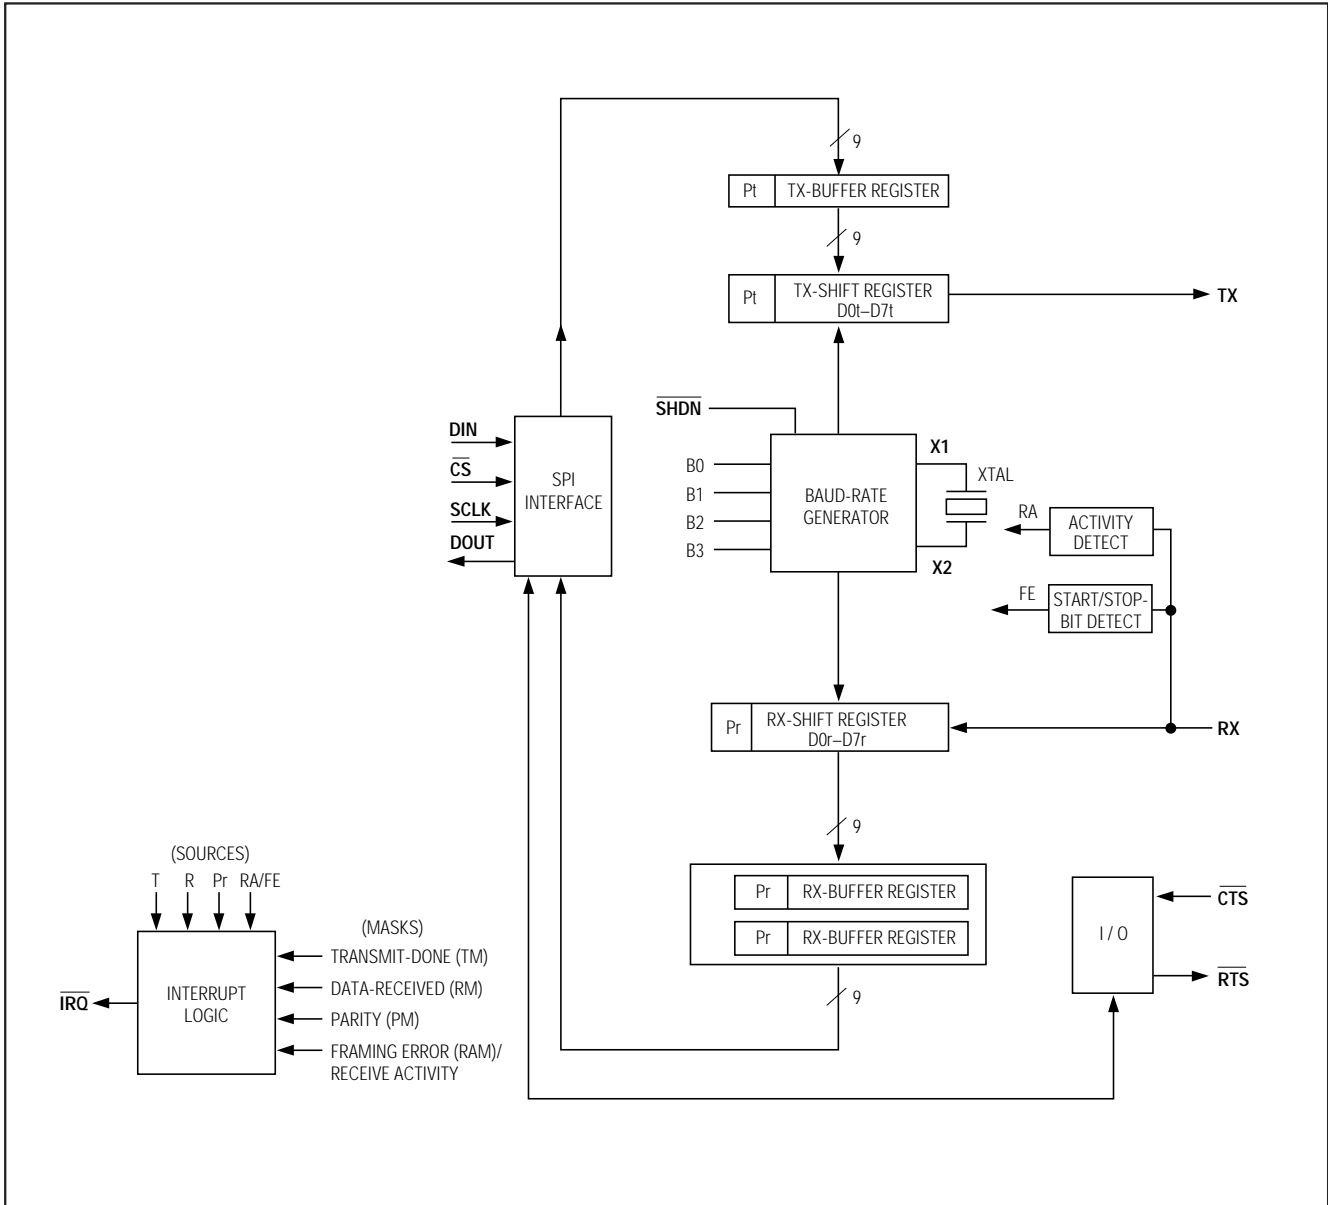 9
Pt TX-BUFFER REGISTER
9
Pt TX-SHIFT REGISTER
D0t–D7t
TX
SHDN
DIN
CS
SCLK
DOUT
SPI
INTERFACE
B0
B1
B2
B3
BAUD-RATE
GENERATOR
X1
X2
XTAL
RA
ACTIVITY
DETECT
FE
START/STOP-
BIT DETECT
Pr RX-SHIFT REGISTER
D0r–D7r
RX
9
Pr RX-BUFFER REGISTER
Pr RX-BUFFER REGISTER
9
I / O
CTS
RTS
(SOURCES)
T R Pr RA/FE
(MASKS)
TRANSMIT-DONE (TM)
DATA-RECEIVED (RM)
PARITY (PM)
FRAMING ERROR (RAM)/
RECEIVE ACTIVITY
INTERRUPT
LOGIC
IRQ